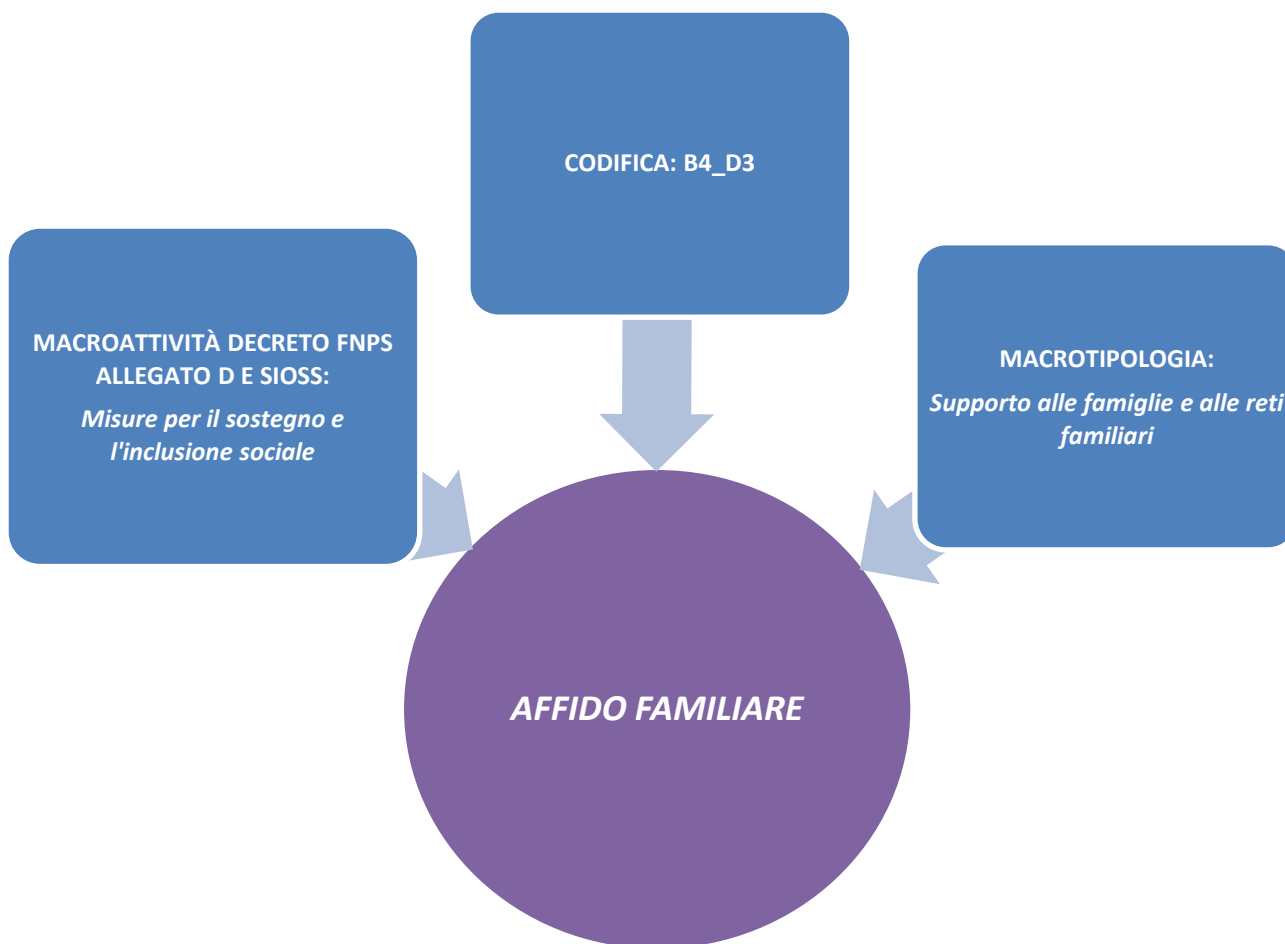 CODIFICA: B4_D3
MACROATTIVITÀ DECRETO FNPS
ALLEGATO D E SIOSS:
Misure per il sostegno e
l'inclusione sociale
MACROTIPOLOGIA:
Supporto alle famiglie e alle reti
familiari
AFFIDO FAMILIARE